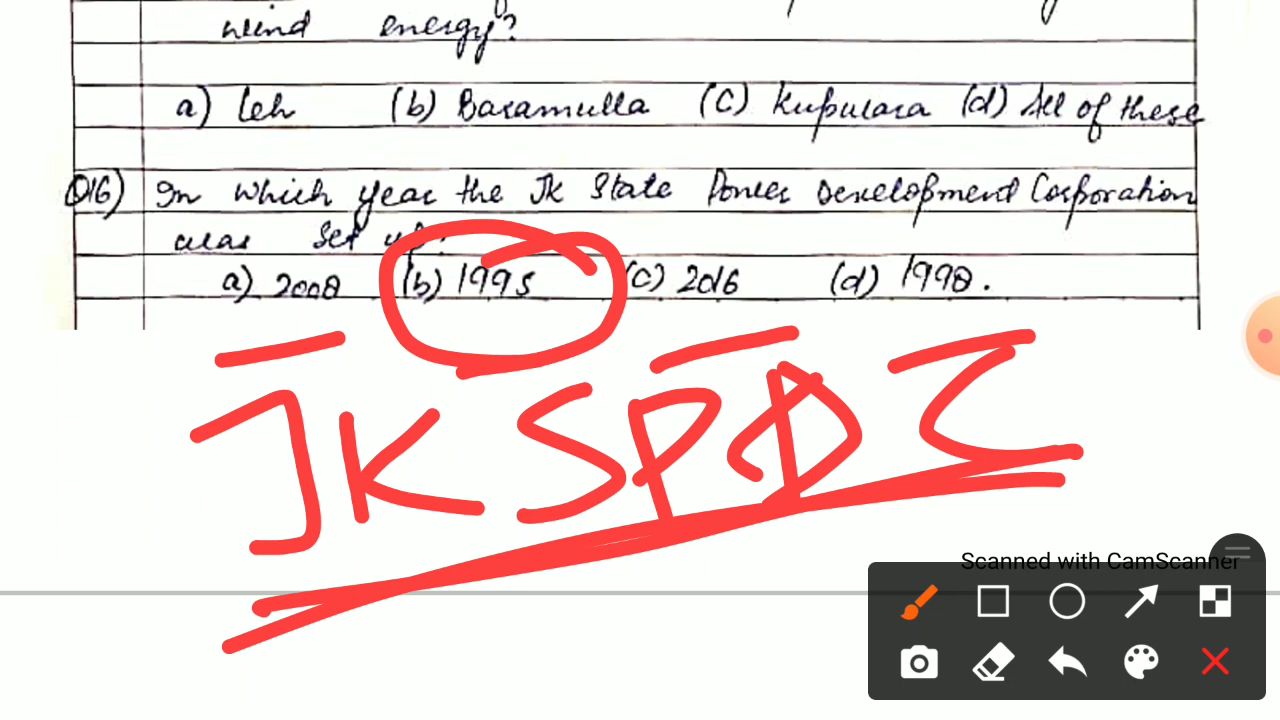 wind energy?
a) Leh (b) Baramulla (C) Kupwara (d) All of these
Q16) In which year the JK State Power Development Corporation
was set up?
a) 2008 (b) 1995 (C) 2016 (d) 1998.
JKSPDC
Scanned with CamScanner